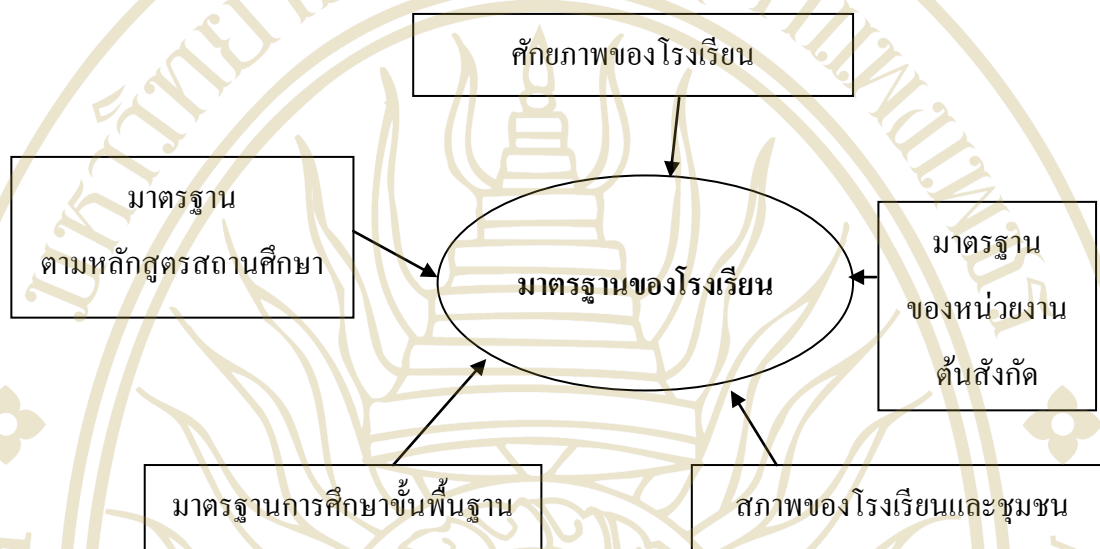 ศักยภาพของโรงเรียน
มาตรฐาน
ตามหลักสูตรสถานศึกษา
มาตรฐานของโรงเรียน
มาตรฐาน
ของหน่วยงาน
ต้นสังกัด
มาตรฐานการศึกษาขั้นพื้นฐาน
สภาพของโรงเรียนและชุมชน